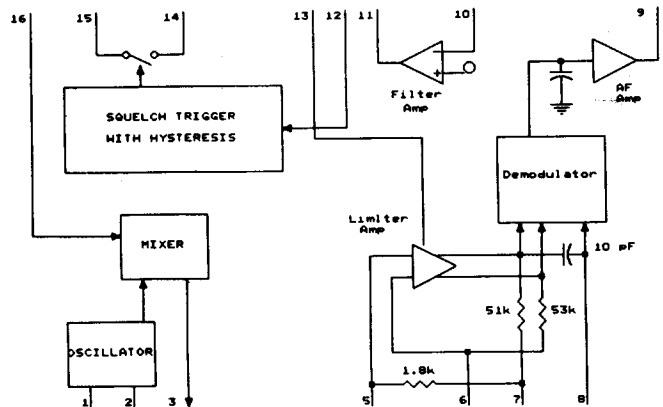 16
15
14
13
12
11
10
9
Filter
Amp
AF
Amp
SQUELCH TRIGGER
WITH HYSTERESIS
Demodulator
Limiter
Amp
MIXER
10 pF
51k
53k
OSCILLATOR
1.8k
1
2
3
5
6
7
8